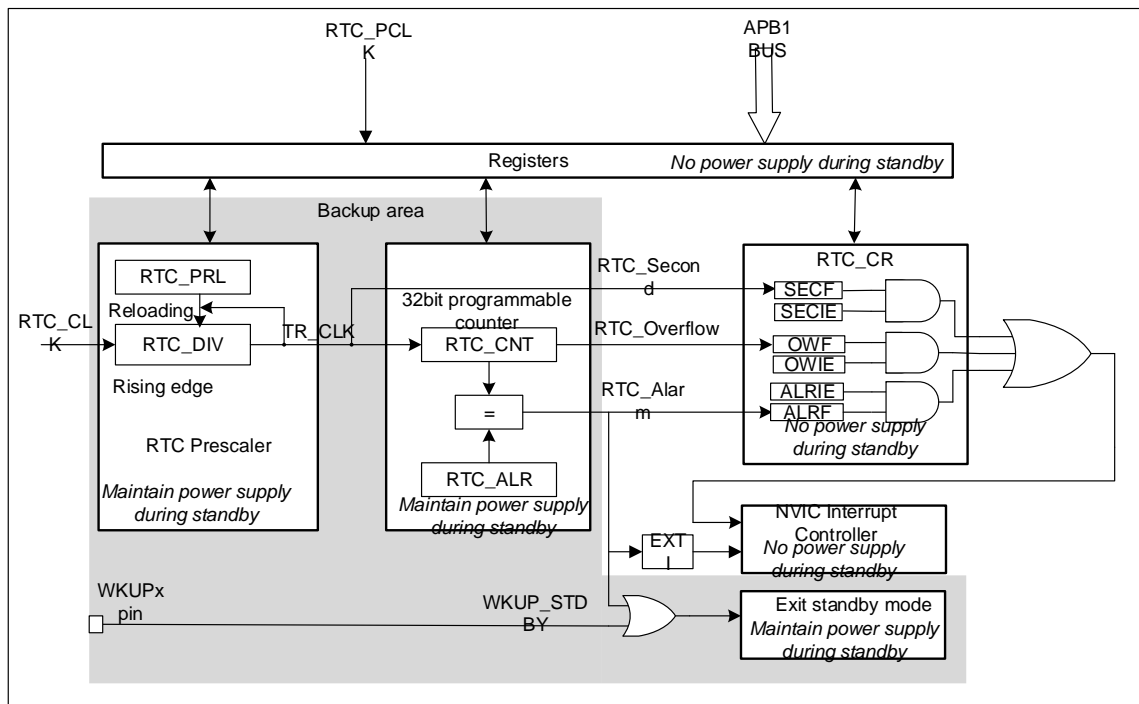 RTC_PCL
K
APB1
BUS
Registers
No power supply during standby
Backup area
RTC_PRL
Reloading
RTC_CL
K
RTC_DIV
TR_CLK
Rising edge
RTC Prescaler
Maintain power supply
during standby
32bit programmable
counter
RTC_CNT
=
RTC_ALR
Maintain power supply
during standby
RTC_Secon
d
RTC_Overflow
RTC_Alar
m
RTC_CR
SECF
SECIE
OWF
OWIE
ALRIE
ALRF
No power supply
during standby
EXT
I
NVIC Interrupt
Controller
No power supply
during standby
WKUPx
pin
WKUP_STD
BY
Exit standby mode
Maintain power supply
during standby